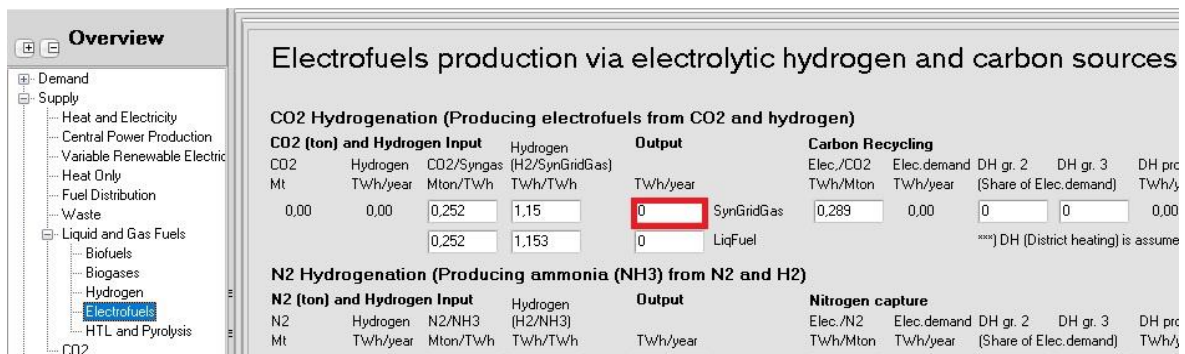 Overview
Demand
Supply
Heat and Electricity
Central Power Production
Variable Renewable Electric
Heat Only
Fuel Distribution
Waste
Liquid and Gas Fuels
Biofuels
Biogases
Hydrogen
Electrofuels
HTL and Pyrolysis
CO2
Electrofuels production via electrolytic hydrogen and carbon sources
CO2 Hydrogenation (Producing electrofuels from CO2 and hydrogen)
CO2 (ton) and Hydrogen Input Hydrogen Output Carbon Recycling
CO2 Hydrogen CO2/Syngas (H2/SynGridGas) Elec./CO2 Elec.demand DH gr. 2 DH gr. 3 DH pro
Mt TWh/year Mton/TWh TWh/TWh TWh/year TWh/Mton TWh/year (Share of Elec.demand) TWh/y
0,00 0,00 0,252 1,15 0 SynGridGas 0,289 0,00 0 0 0,00
0,252 1,153 0 LiqFuel ***) DH (District heating) is assume
N2 Hydrogenation (Producing ammonia (NH3) from N2 and H2)
N2 (ton) and Hydrogen Input Hydrogen Output Nitrogen capture
N2 Hydrogen N2/NH3 (H2/NH3) Elec./N2 Elec.demand DH gr. 2 DH gr. 3 DH pro
Mt TWh/year Mton/TWh TWh/TWh TWh/year TWh/Mton TWh/year (Share of Elec.demand) TWh/y